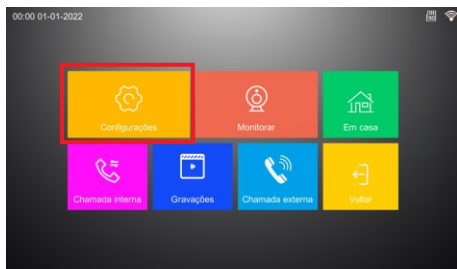 00:00 01-01-2022
Configurações
Monitorar
Em casa
Chamada interna
Gravações
Chamada externa
Voltar